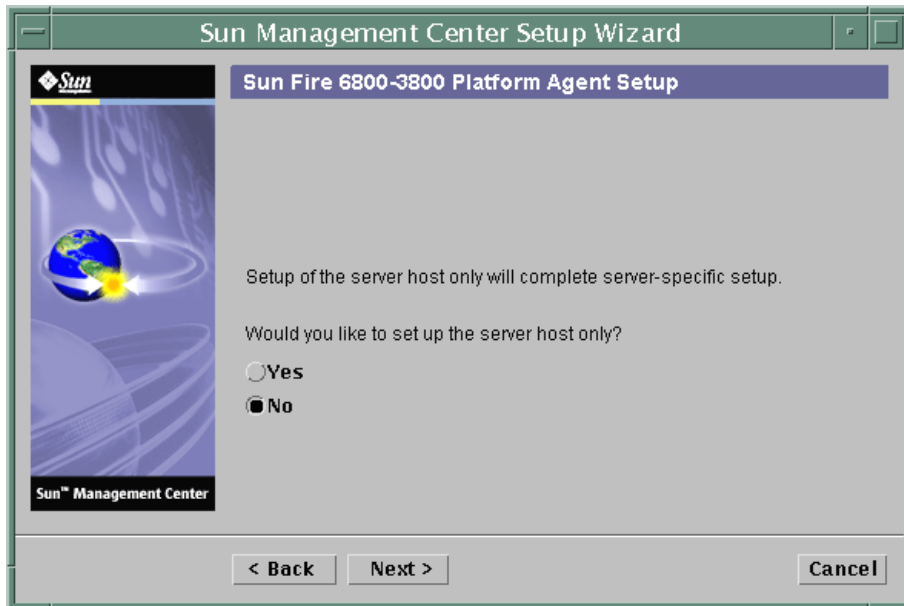 Sun Management Center Setup Wizard
Sun
Sun Fire 6800-3800 Platform Agent Setup
Setup of the server host only will complete server-specific setup.
Would you like to set up the server host only?
Yes
No
Sun™ Management Center
< Back
Next >
Cancel